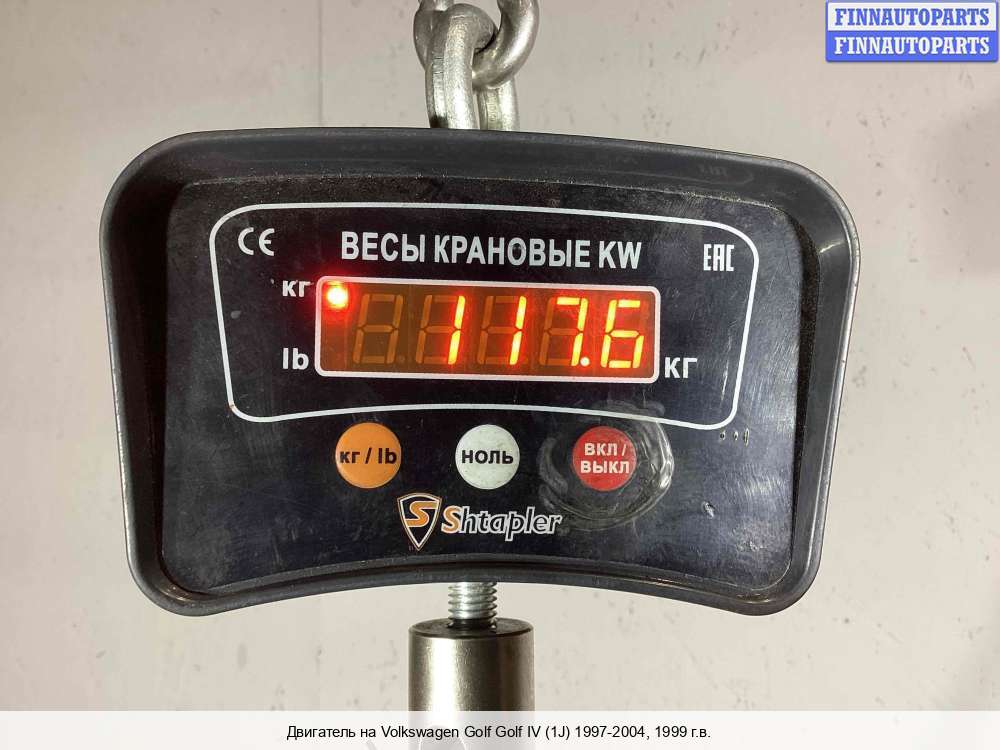 FINNAUTOPARTS
FINNAUTOPARTS
CE ВЕСЫ КРАНОВЫЕ KW EAC
кг
117.6
lb КГ
кг / lb НОЛЬ ВКЛ /
ВЫКЛ
S Shtapler
Двигатель на Volkswagen Golf Golf IV (1J) 1997-2004, 1999 г.в.